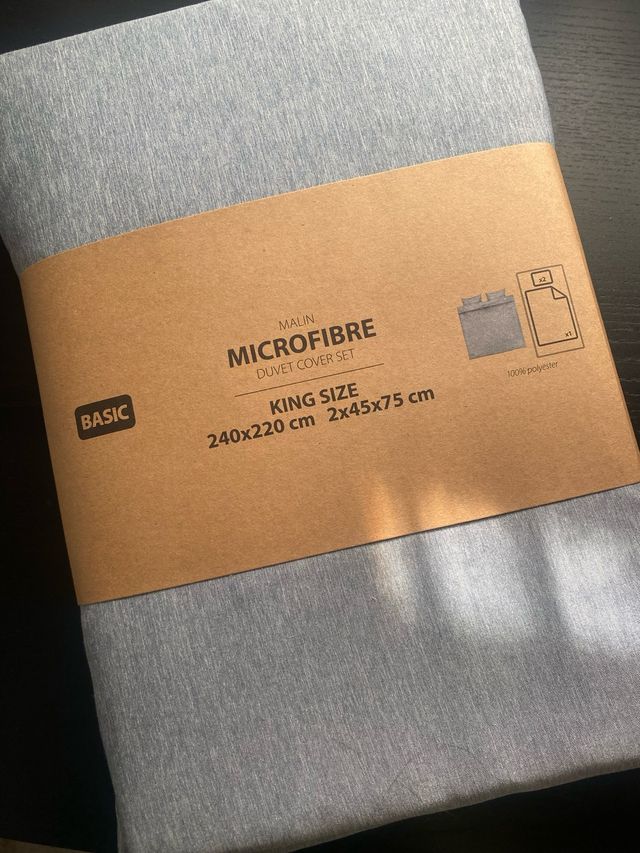 MALIN
MICROFIBRE
DUVET COVER SET
KING SIZE
240x220 cm 2x45x75 cm
BASIC
x2
x1
100% polyester